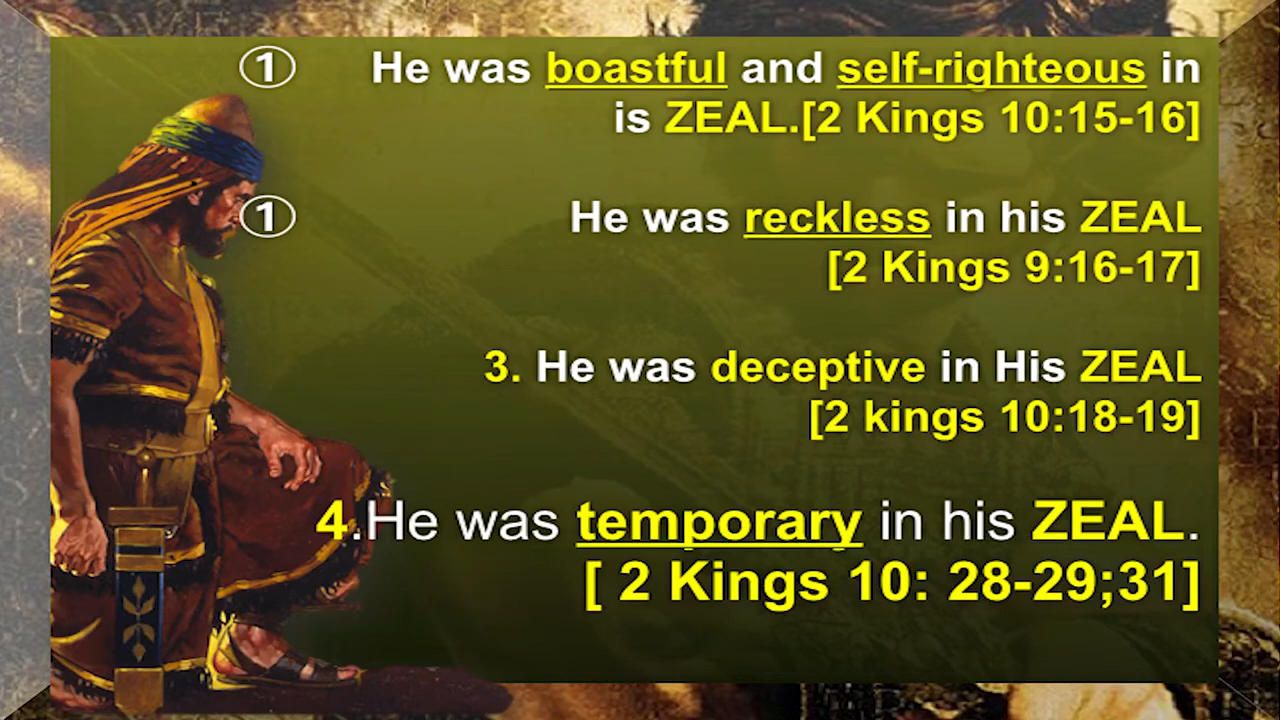 ① He was boastful and self-righteous in
is ZEAL.[2 Kings 10:15-16]
① He was reckless in his ZEAL
[2 Kings 9:16-17]
3. He was deceptive in His ZEAL
[2 kings 10:18-19]
4.He was temporary in his ZEAL.
[ 2 Kings 10: 28-29;31]